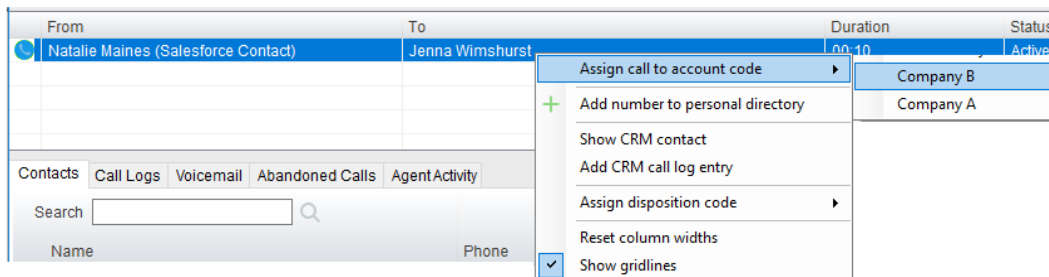 From To Duration Status
Natalie Maines (Salesforce Contact) Jenna Wimshurst 00:10 Active
Assign call to account code
Company B
Add number to personal directory
Company A
Show CRM contact
Add CRM call log entry
Contacts Call Logs Voicemail Abandoned Calls Agent Activity
Assign disposition code
Search
Reset column widths
Name Phone
Show gridlines